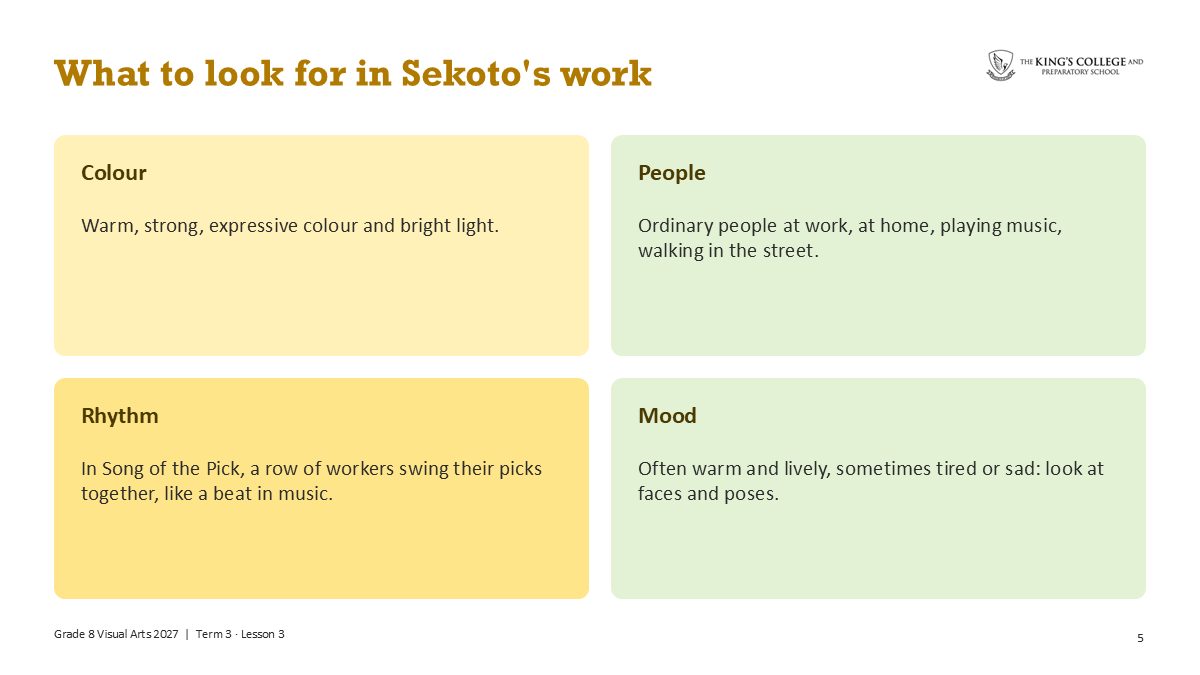 What to look for in Sekoto's work
THE KING'S COLLEGE AND
PREPARATORY SCHOOL
Colour
Warm, strong, expressive colour and bright light.
People
Ordinary people at work, at home, playing music,
walking in the street.
Rhythm
In Song of the Pick, a row of workers swing their picks
together, like a beat in music.
Mood
Often warm and lively, sometimes tired or sad: look at
faces and poses.
Grade 8 Visual Arts 2027 | Term 3 · Lesson 3
5